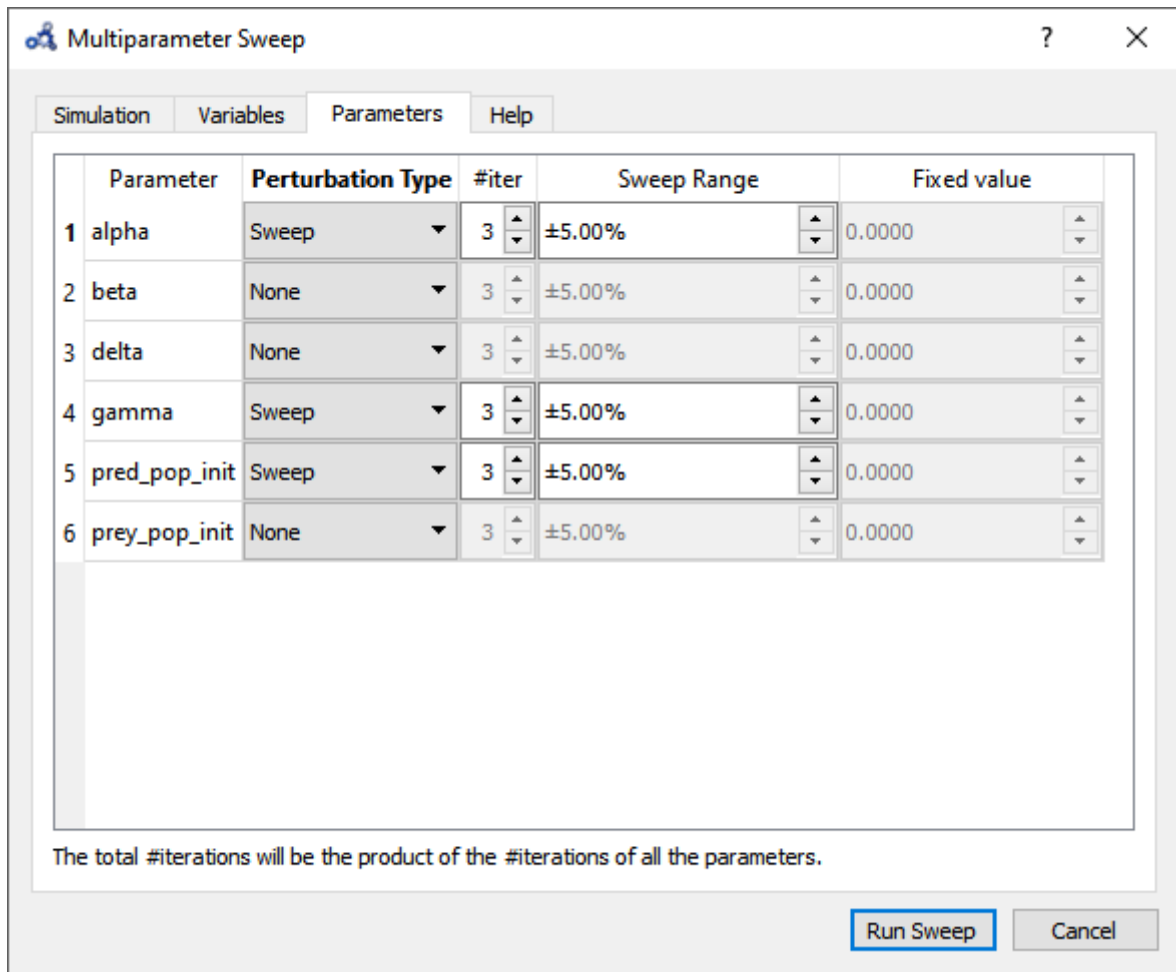 Multiparameter Sweep ?
Simulation Variables Parameters Help
Parameter Perturbation Type #iter Sweep Range Fixed value
1 alpha Sweep 3 ±5.00% 0.0000
2 beta None 3 ±5.00% 0.0000
3 delta None 3 ±5.00% 0.0000
4 gamma Sweep 3 ±5.00% 0.0000
5 pred_pop_init Sweep 3 ±5.00% 0.0000
6 prey_pop_init None 3 ±5.00% 0.0000
The total #iterations will be the product of the #iterations of all the parameters.
Run Sweep Cancel